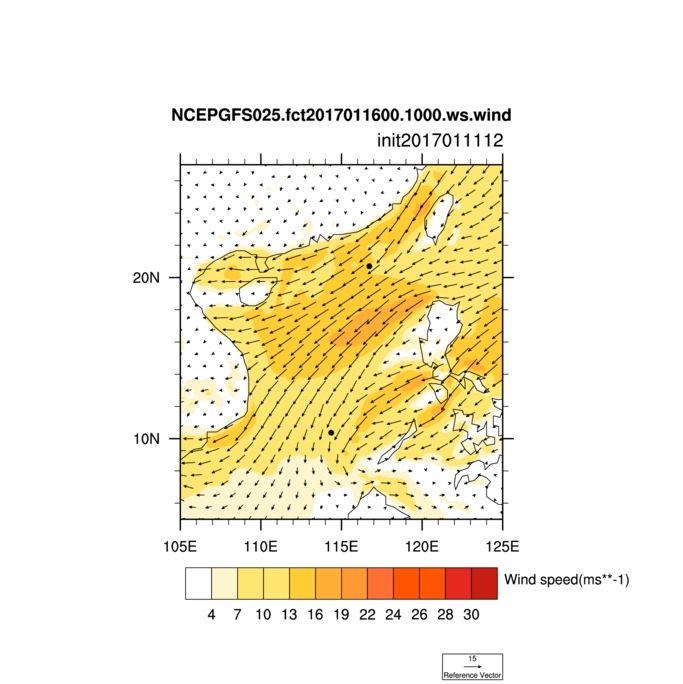 NCEPGFS025.fct2017011600.1000.ws.wind
init2017011112
20N
10N
105E 110E 115E 120E 125E
Wind speed(ms**-1)
4 7 10 13 16 19 22 24 26 28 30
15
Reference Vector